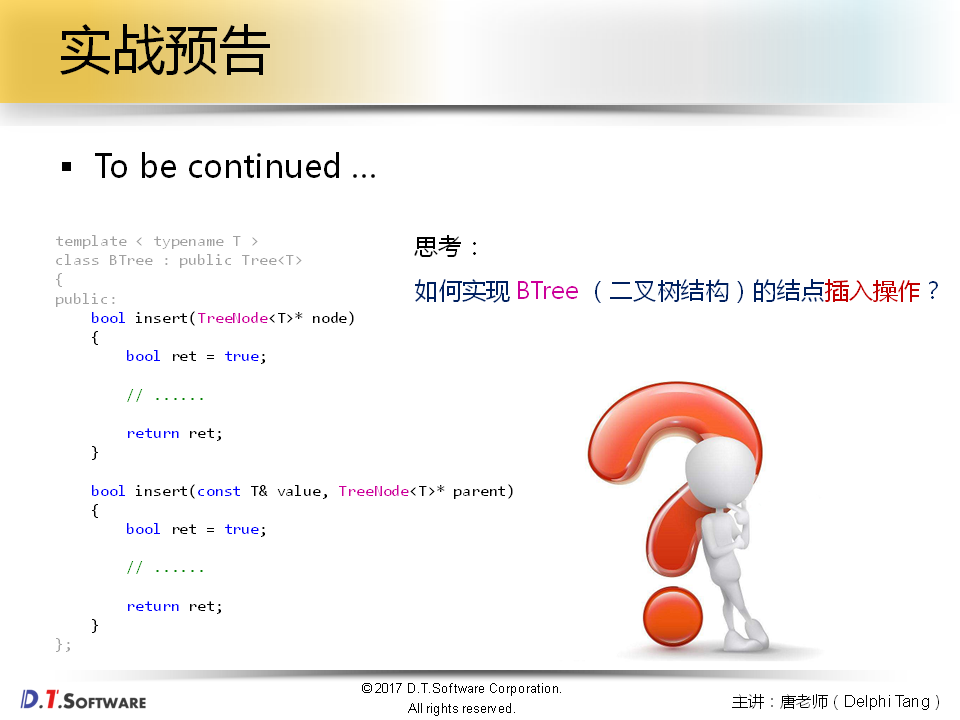 实战预告
▪ To be continued …
template < typename T >
class BTree : public Tree<T>
{
public:
    bool insert(TreeNode<T>* node)
    {
        bool ret = true;
        // ......
        return ret;
    }
    bool insert(const T& value, TreeNode<T>* parent)
    {
        bool ret = true;
        // ......
        return ret;
    }
};
思考：
如何实现 BTree （二叉树结构）的结点插入操作？
D.T.Software
©2017 D.T.Software Corporation.
All rights reserved.
主讲：唐老师（Delphi Tang）